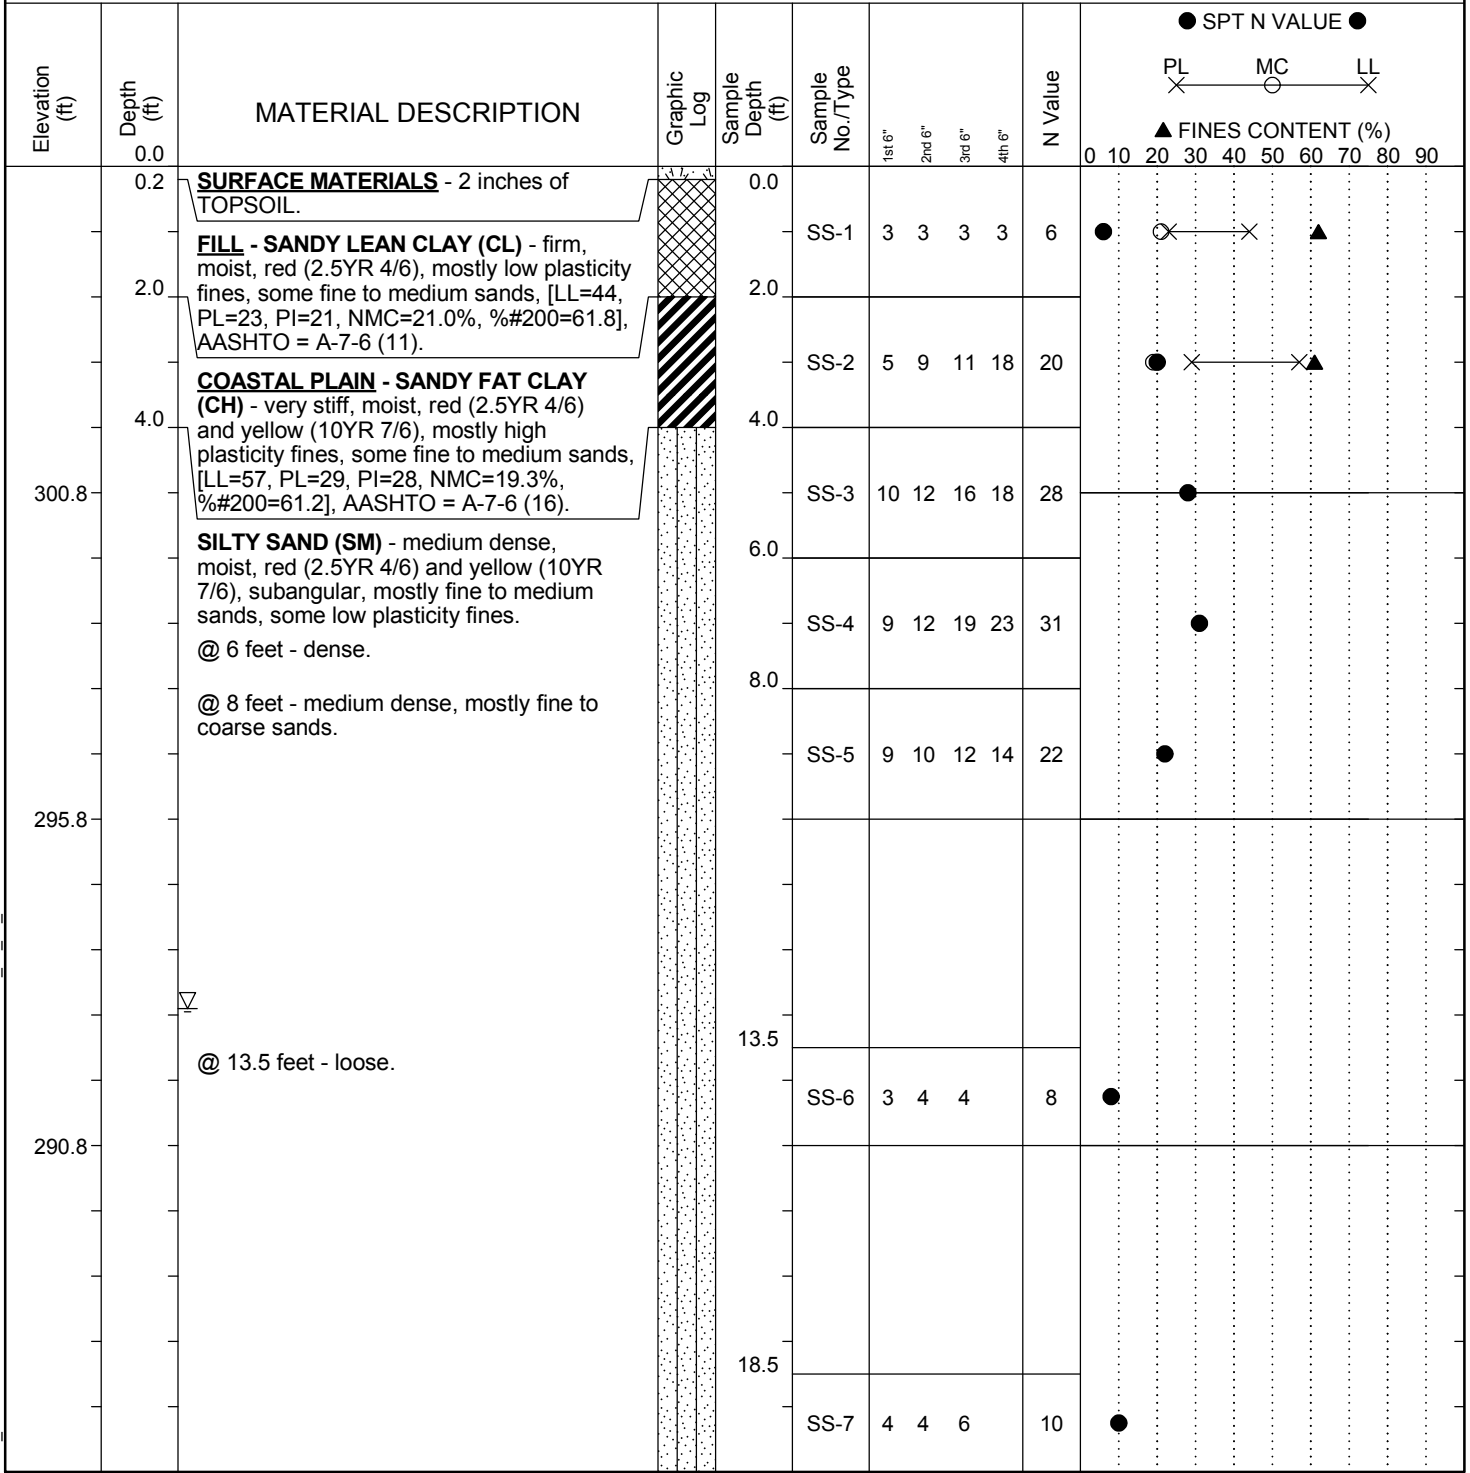 ● SPT N VALUE ●
PL MC LL
▲ FINES CONTENT (%)
0 10 20 30 40 50 60 70 80 90
Elevation
(ft)
Depth
(ft)
0.0
MATERIAL DESCRIPTION
Graphic
Log
Sample
Depth
(ft)
Sample
No./Type
1st 6"
2nd 6"
3rd 6"
4th 6"
N Value
0.2
SURFACE MATERIALS - 2 inches of
TOPSOIL.
0.0
FILL - SANDY LEAN CLAY (CL) - firm,
moist, red (2.5YR 4/6), mostly low plasticity
fines, some fine to medium sands, [LL=44,
PL=23, PI=21, NMC=21.0%, %#200=61.8],
AASHTO = A-7-6 (11).
SS-1 3 3 3 3 6
2.0
2.0
COASTAL PLAIN - SANDY FAT CLAY
(CH) - very stiff, moist, red (2.5YR 4/6)
and yellow (10YR 7/6), mostly high
plasticity fines, some fine to medium sands,
[LL=57, PL=29, PI=28, NMC=19.3%,
%#200=61.2], AASHTO = A-7-6 (16).
SS-2 5 9 11 18 20
4.0
4.0
300.8
SS-3 10 12 16 18 28
SILTY SAND (SM) - medium dense,
moist, red (2.5YR 4/6) and yellow (10YR
7/6), subangular, mostly fine to medium
sands, some low plasticity fines.
6.0
@ 6 feet - dense.
SS-4 9 12 19 23 31
8.0
@ 8 feet - medium dense, mostly fine to
coarse sands.
SS-5 9 10 12 14 22
295.8
13.5
@ 13.5 feet - loose.
SS-6 3 4 4 8
290.8
18.5
SS-7 4 4 6 10